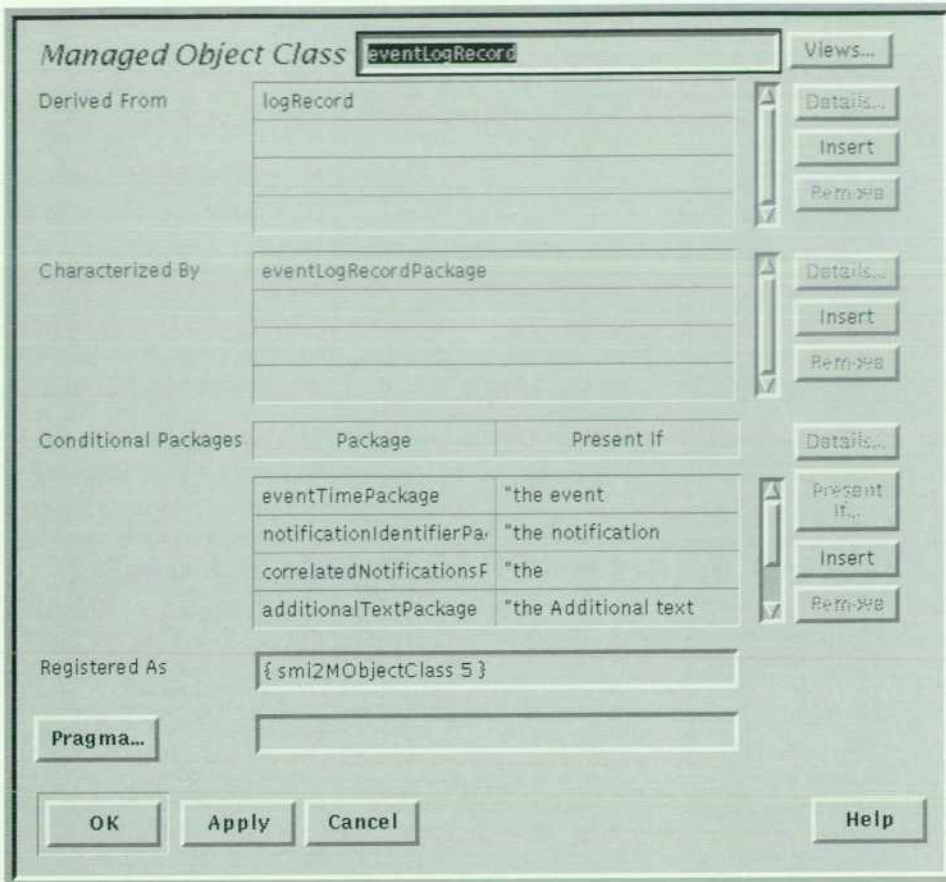 Managed Object Class eventLogRecord Views...
Derived From logRecord Details...
Insert
Remove
Characterized By eventLogRecordPackage Details...
Insert
Remove
Conditional Packages Package Present If Details...
eventTimePackage "the event Present If...
notificationIdentifierPa "the notification
correlatedNotificationsP "the Insert
additionalTextPackage "the Additional text Remove
Registered As { smi2MObjectClass 5 }
Pragma...
OK Apply Cancel Help